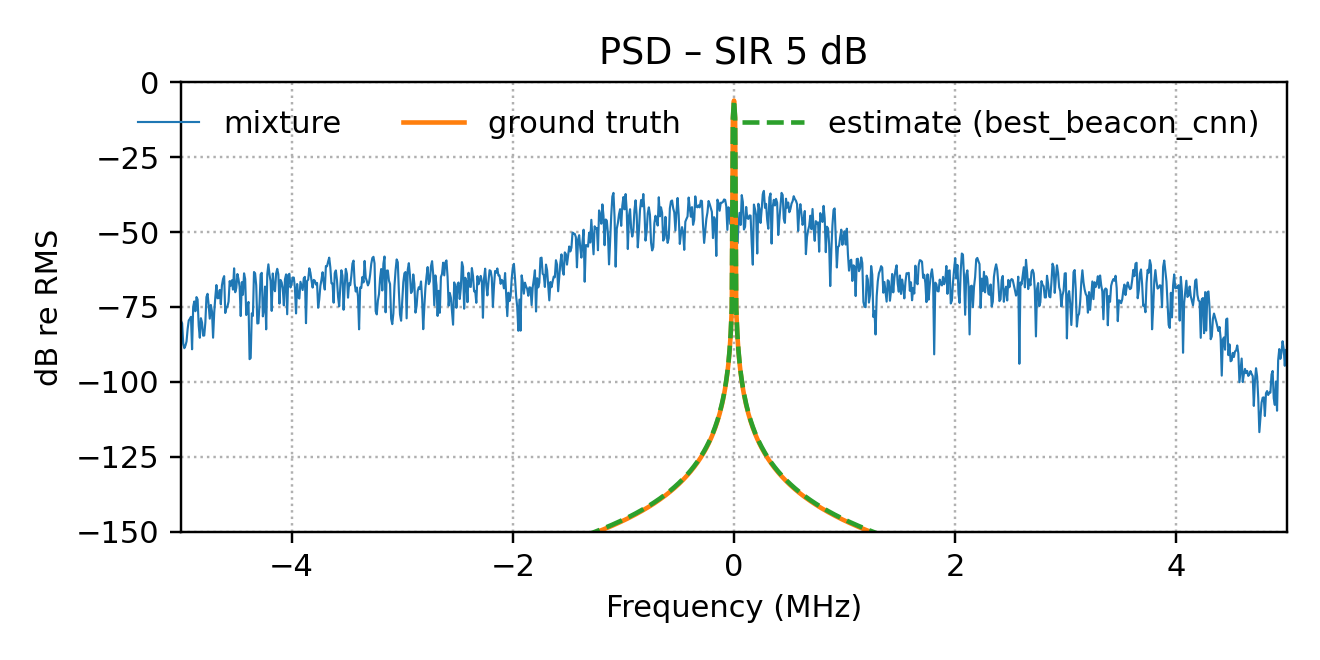 PSD – SIR 5 dB
mixture ground truth estimate (best_beacon_cnn)
0
−25
−50
−75
−100
−125
−150
dB re RMS
−4 −2 0 2 4
Frequency (MHz)